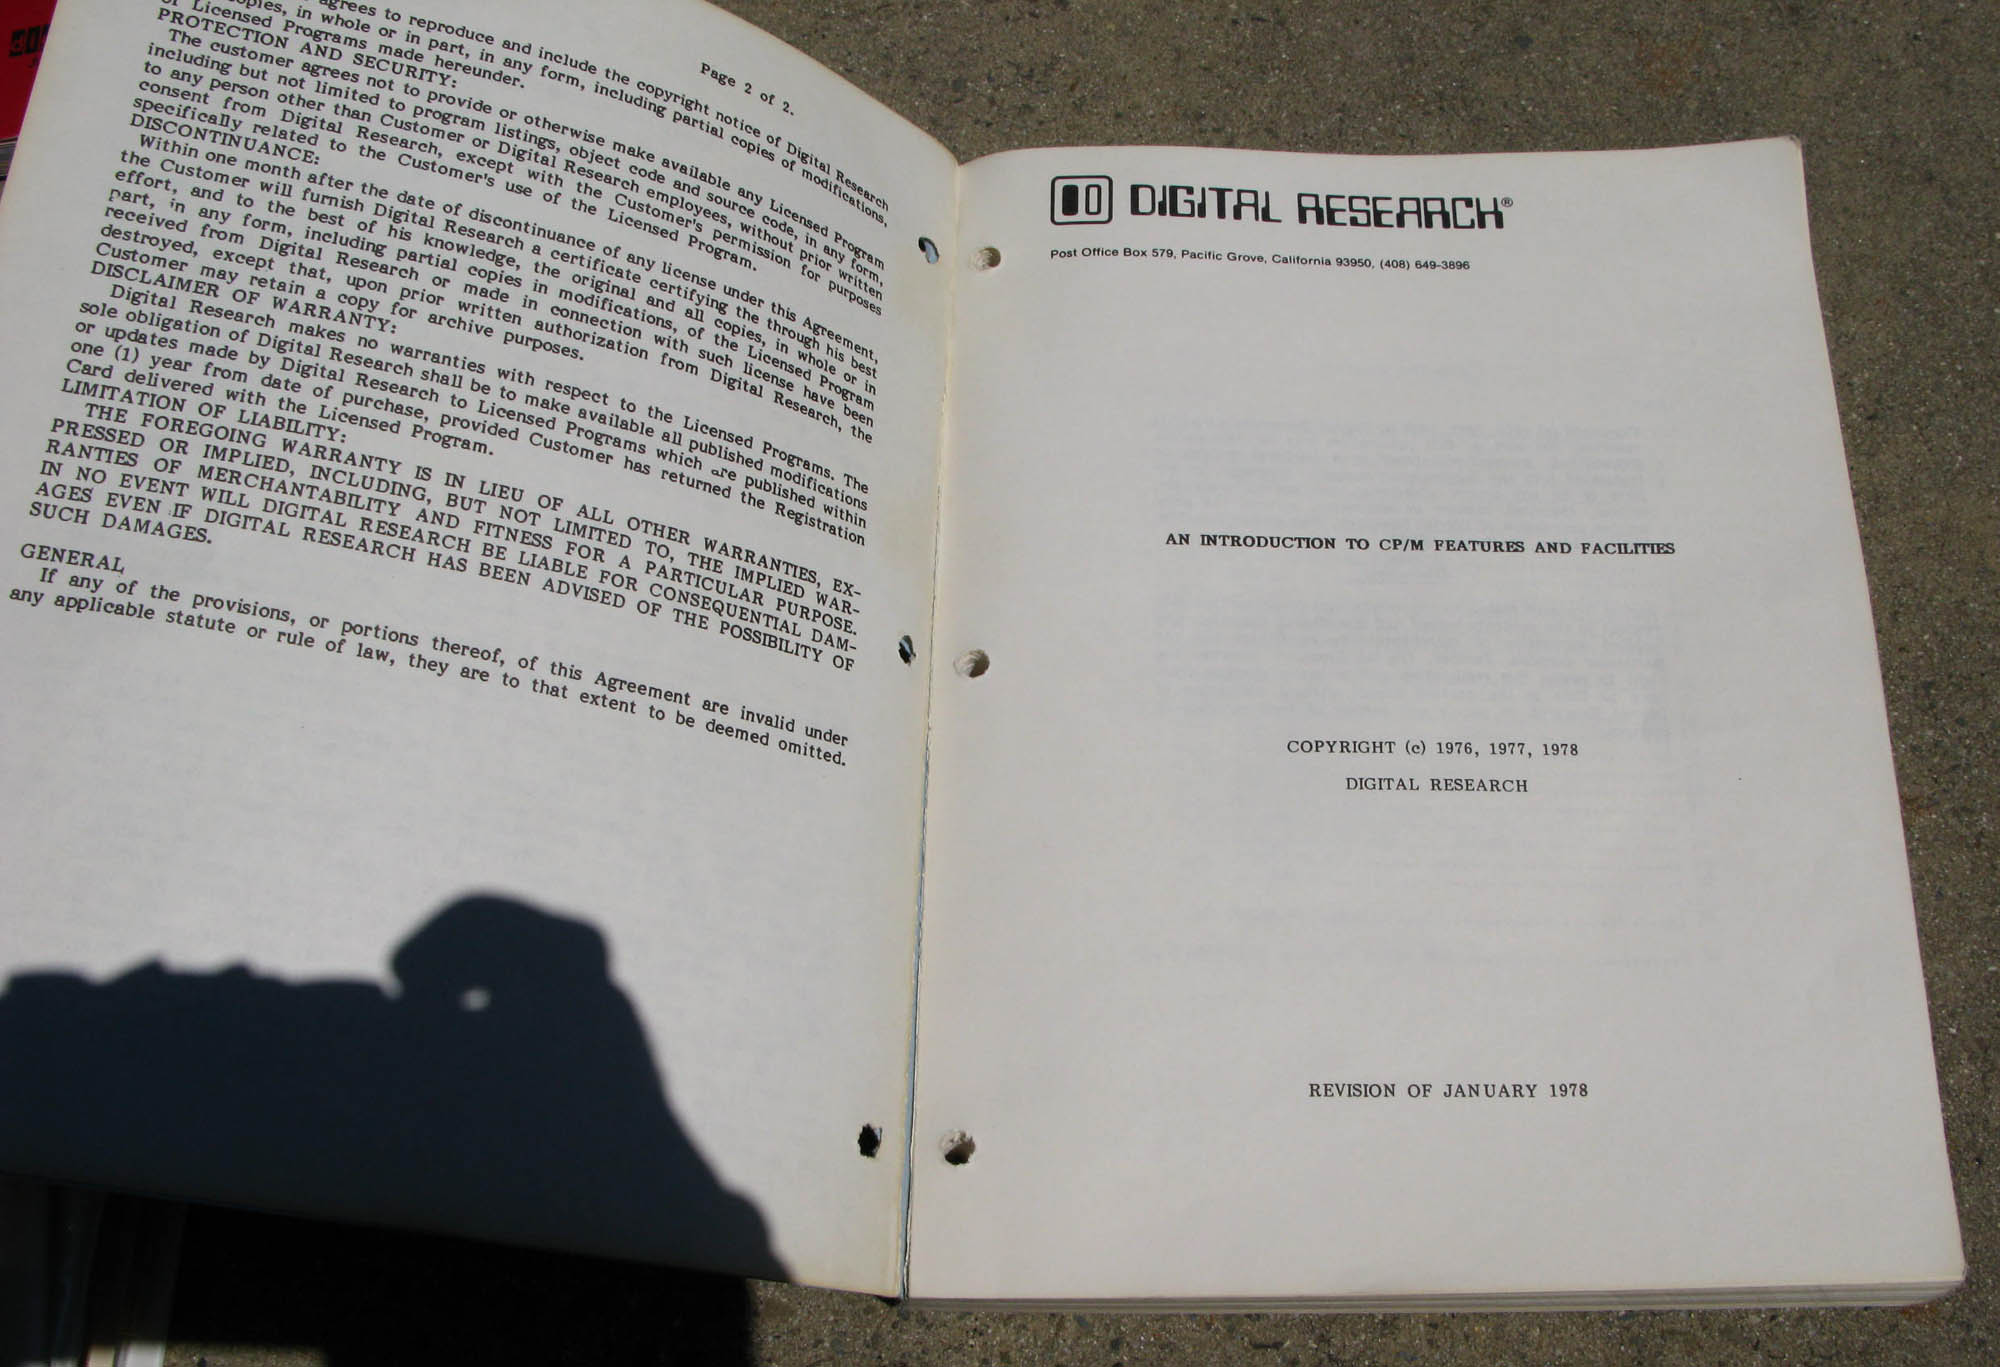 Page 2 of 2.
agrees to reproduce and include the copyright notice of Digital Research
in whole or in part, in any form, including partial copies of modifications,
of Licensed Programs made hereunder.
PROTECTION AND SECURITY:
The customer agrees not to provide or otherwise make available any Licensed Program
including but not limited to program listings, object code and source code, in any form,
to any person other than Customer or Digital Research employees, without prior written
consent from Digital Research, except with the Customer's permission for purposes
specifically related to the Customer's use of the Licensed Program.
DISCONTINUANCE:
Within one month after the date of discontinuance of any license under this Agreement,
the Customer will furnish Digital Research a certificate certifying the through his best
effort, and to the best of his knowledge, the original and all copies, in whole or in
part, in any form, including partial copies in modifications, of the Licensed Program
received from Digital Research or made in connection with such license have been
destroyed, except that, upon prior written authorization from Digital Research, the
Customer may retain a copy for archive purposes.
DISCLAIMER OF WARRANTY:
Digital Research makes no warranties with respect to the Licensed Programs. The
sole obligation of Digital Research shall be to make available all published modifications
or updates made by Digital Research to Licensed Programs which are published within
one (1) year from date of purchase, provided Customer has returned the Registration
Card delivered with the Licensed Program.
LIMITATION OF LIABILITY:
THE FOREGOING WARRANTY IS IN LIEU OF ALL OTHER WARRANTIES, EX-
PRESSED OR IMPLIED, INCLUDING, BUT NOT LIMITED TO, THE IMPLIED WAR-
RANTIES OF MERCHANTABILITY AND FITNESS FOR A PARTICULAR PURPOSE.
IN NO EVENT WILL DIGITAL RESEARCH BE LIABLE FOR CONSEQUENTIAL DAM-
AGES EVEN IF DIGITAL RESEARCH HAS BEEN ADVISED OF THE POSSIBILITY OF
SUCH DAMAGES.
GENERAL
If any of the provisions, or portions thereof, of this Agreement are invalid under
any applicable statute or rule of law, they are to that extent to be deemed omitted.
DIGITAL RESEARCH®
Post Office Box 579, Pacific Grove, California 93950, (408) 649-3896
AN INTRODUCTION TO CP/M FEATURES AND FACILITIES
COPYRIGHT (c) 1976, 1977, 1978
DIGITAL RESEARCH
REVISION OF JANUARY 1978